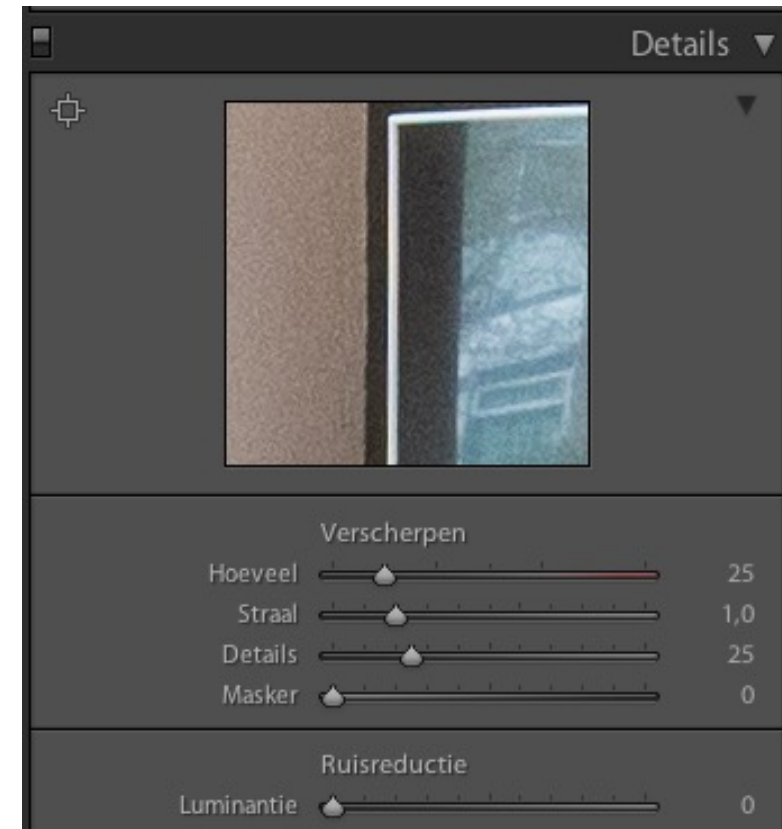 Details
Verscherpen
Hoeveel 25
Straal 1,0
Details 25
Masker 0
Ruisreductie
Luminantie 0